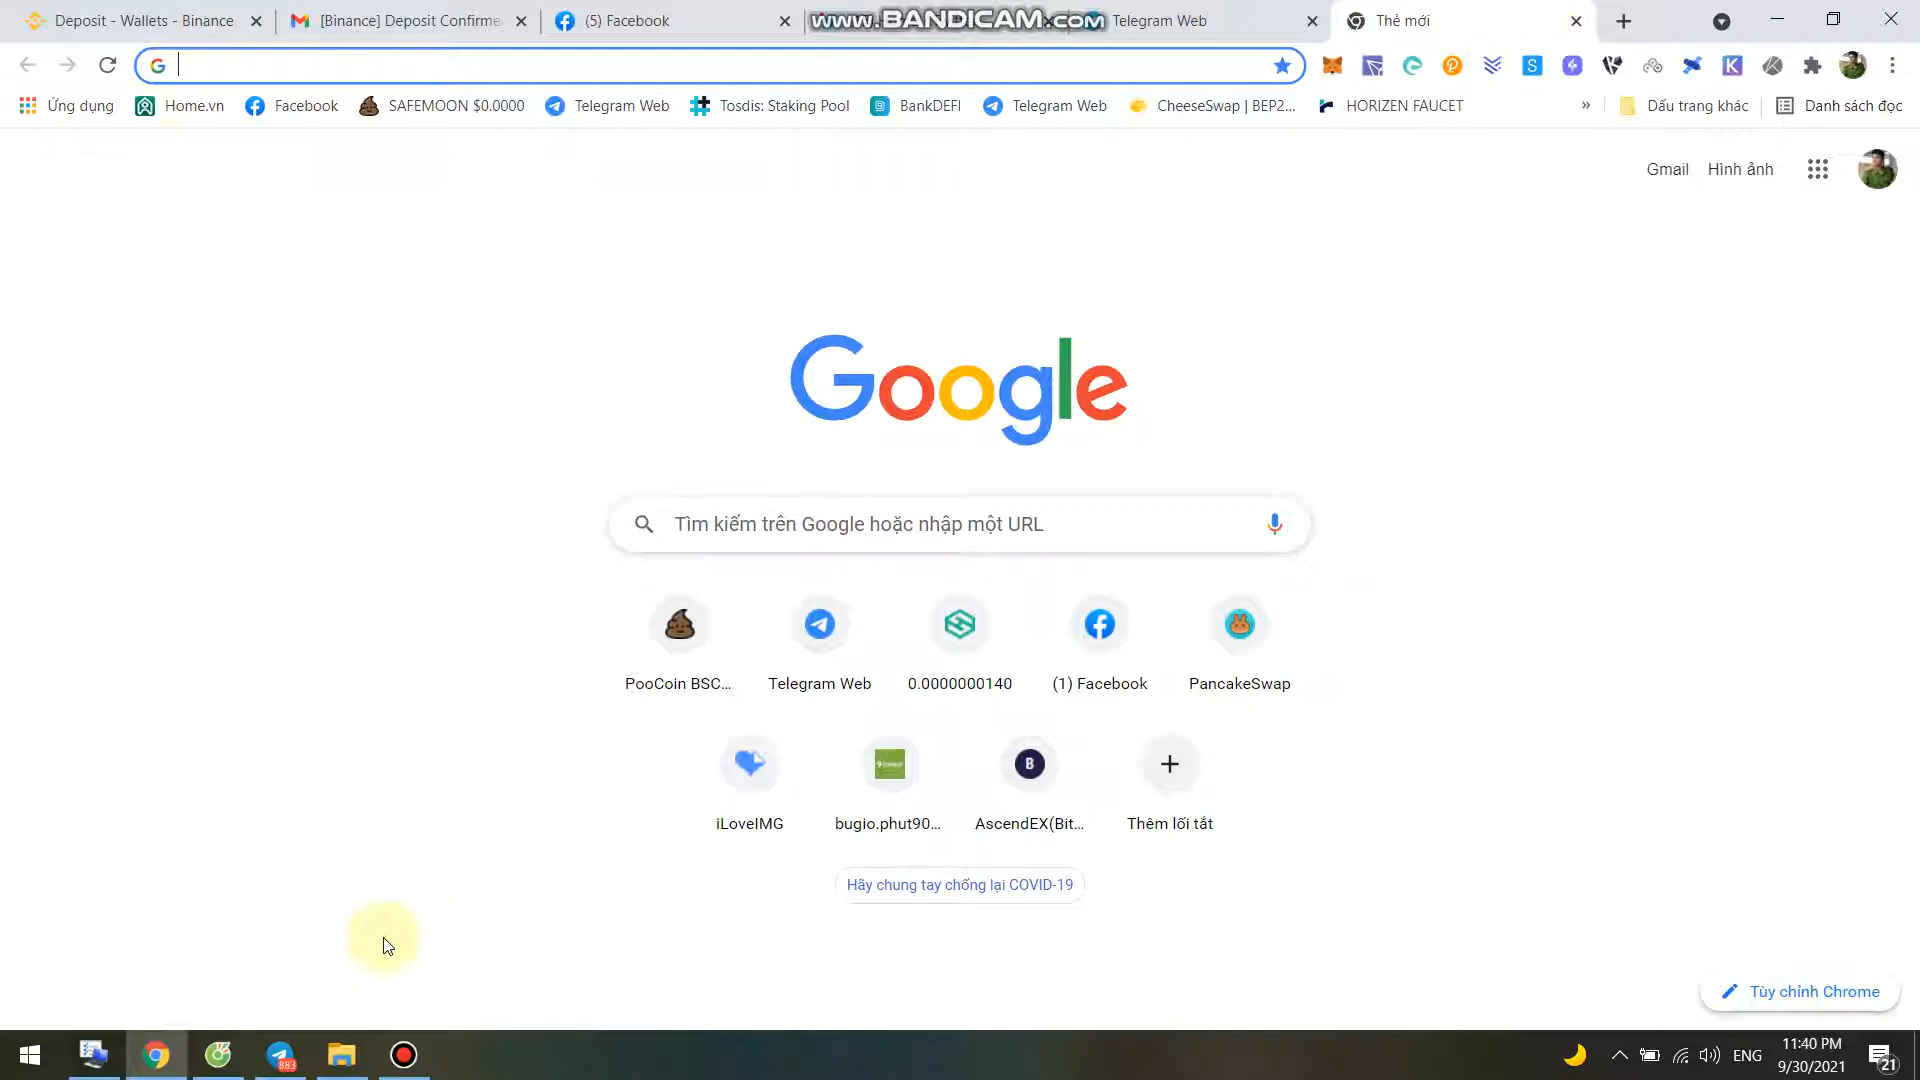 Deposit - Wallets - Binance
[Binance] Deposit Confirme
(5) Facebook
www.BANDICAM.com
Telegram Web
Thẻ mới
Ứng dụng
Home.vn
Facebook
SAFEMOON $0.0000
Telegram Web
Tosdis: Staking Pool
BankDEFI
Telegram Web
CheeseSwap | BEP2...
HORIZEN FAUCET
»
Dấu trang khác
Danh sách đọc
Gmail
Hình ảnh
Google
Tìm kiếm trên Google hoặc nhập một URL
PooCoin BSC...
Telegram Web
0.0000000140
(1) Facebook
PancakeSwap
B
iLoveIMG
bugio.phut90...
AscendEX(Bit...
Thêm lối tắt
Hãy chung tay chống lại COVID-19
Tùy chỉnh Chrome
883
ENG
11:40 PM
9/30/2021
21